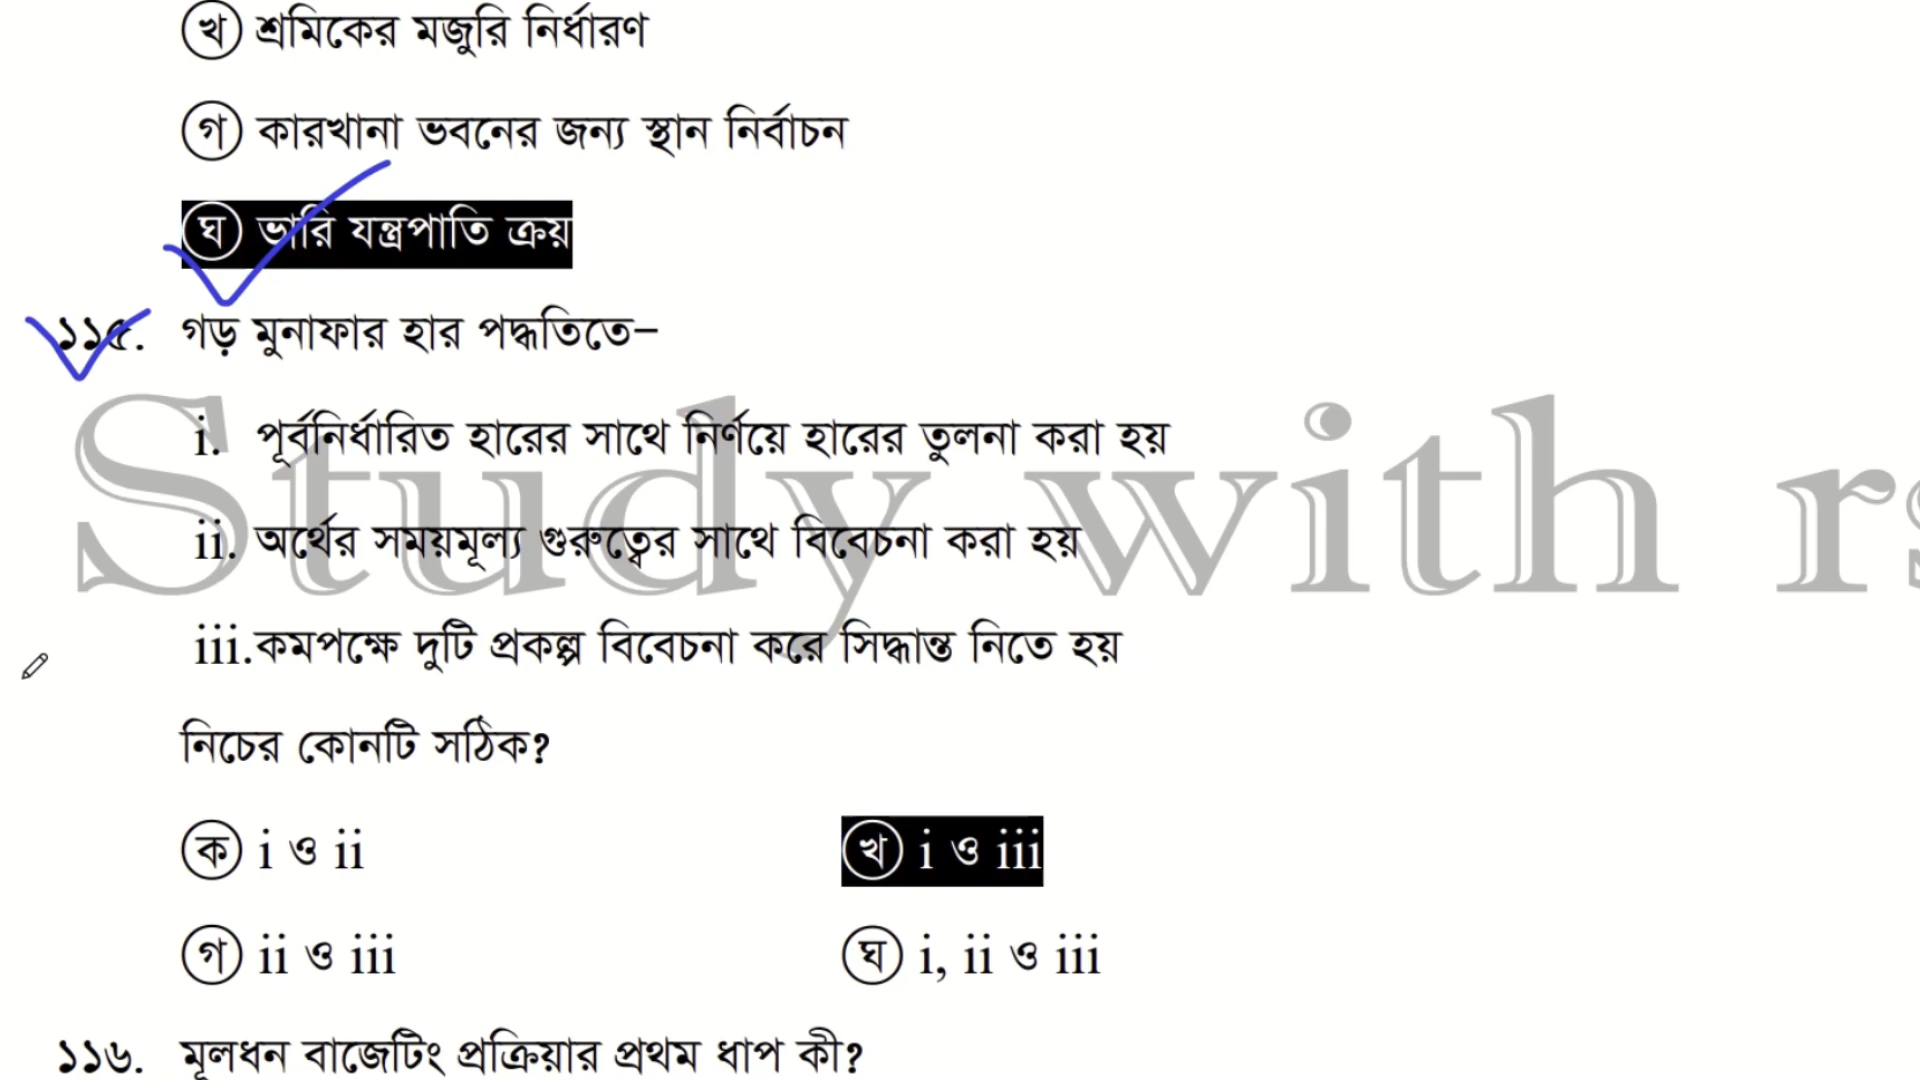 খ শ্রমিকের মজুরি নির্ধারণ
গ কারখানা ভবনের জন্য স্থান নির্বাচন
ঘ ভারি যন্ত্রপাতি ক্রয়
১১৫. গড় মুনাফার হার পদ্ধতিতে–
i. পূর্বনির্ধারিত হারের সাথে নির্ণয়ে হারের তুলনা করা হয়
ii. অর্থের সময়মূল্য গুরুত্বের সাথে বিবেচনা করা হয়
iii. কমপক্ষে দুটি প্রকল্প বিবেচনা করে সিদ্ধান্ত নিতে হয়
Study with rs
নিচের কোনটি সঠিক?
ক i ও ii
খ i ও iii
গ ii ও iii
ঘ i, ii ও iii
১১৬. মূলধন বাজেটিং প্রক্রিয়ার প্রথম ধাপ কী?